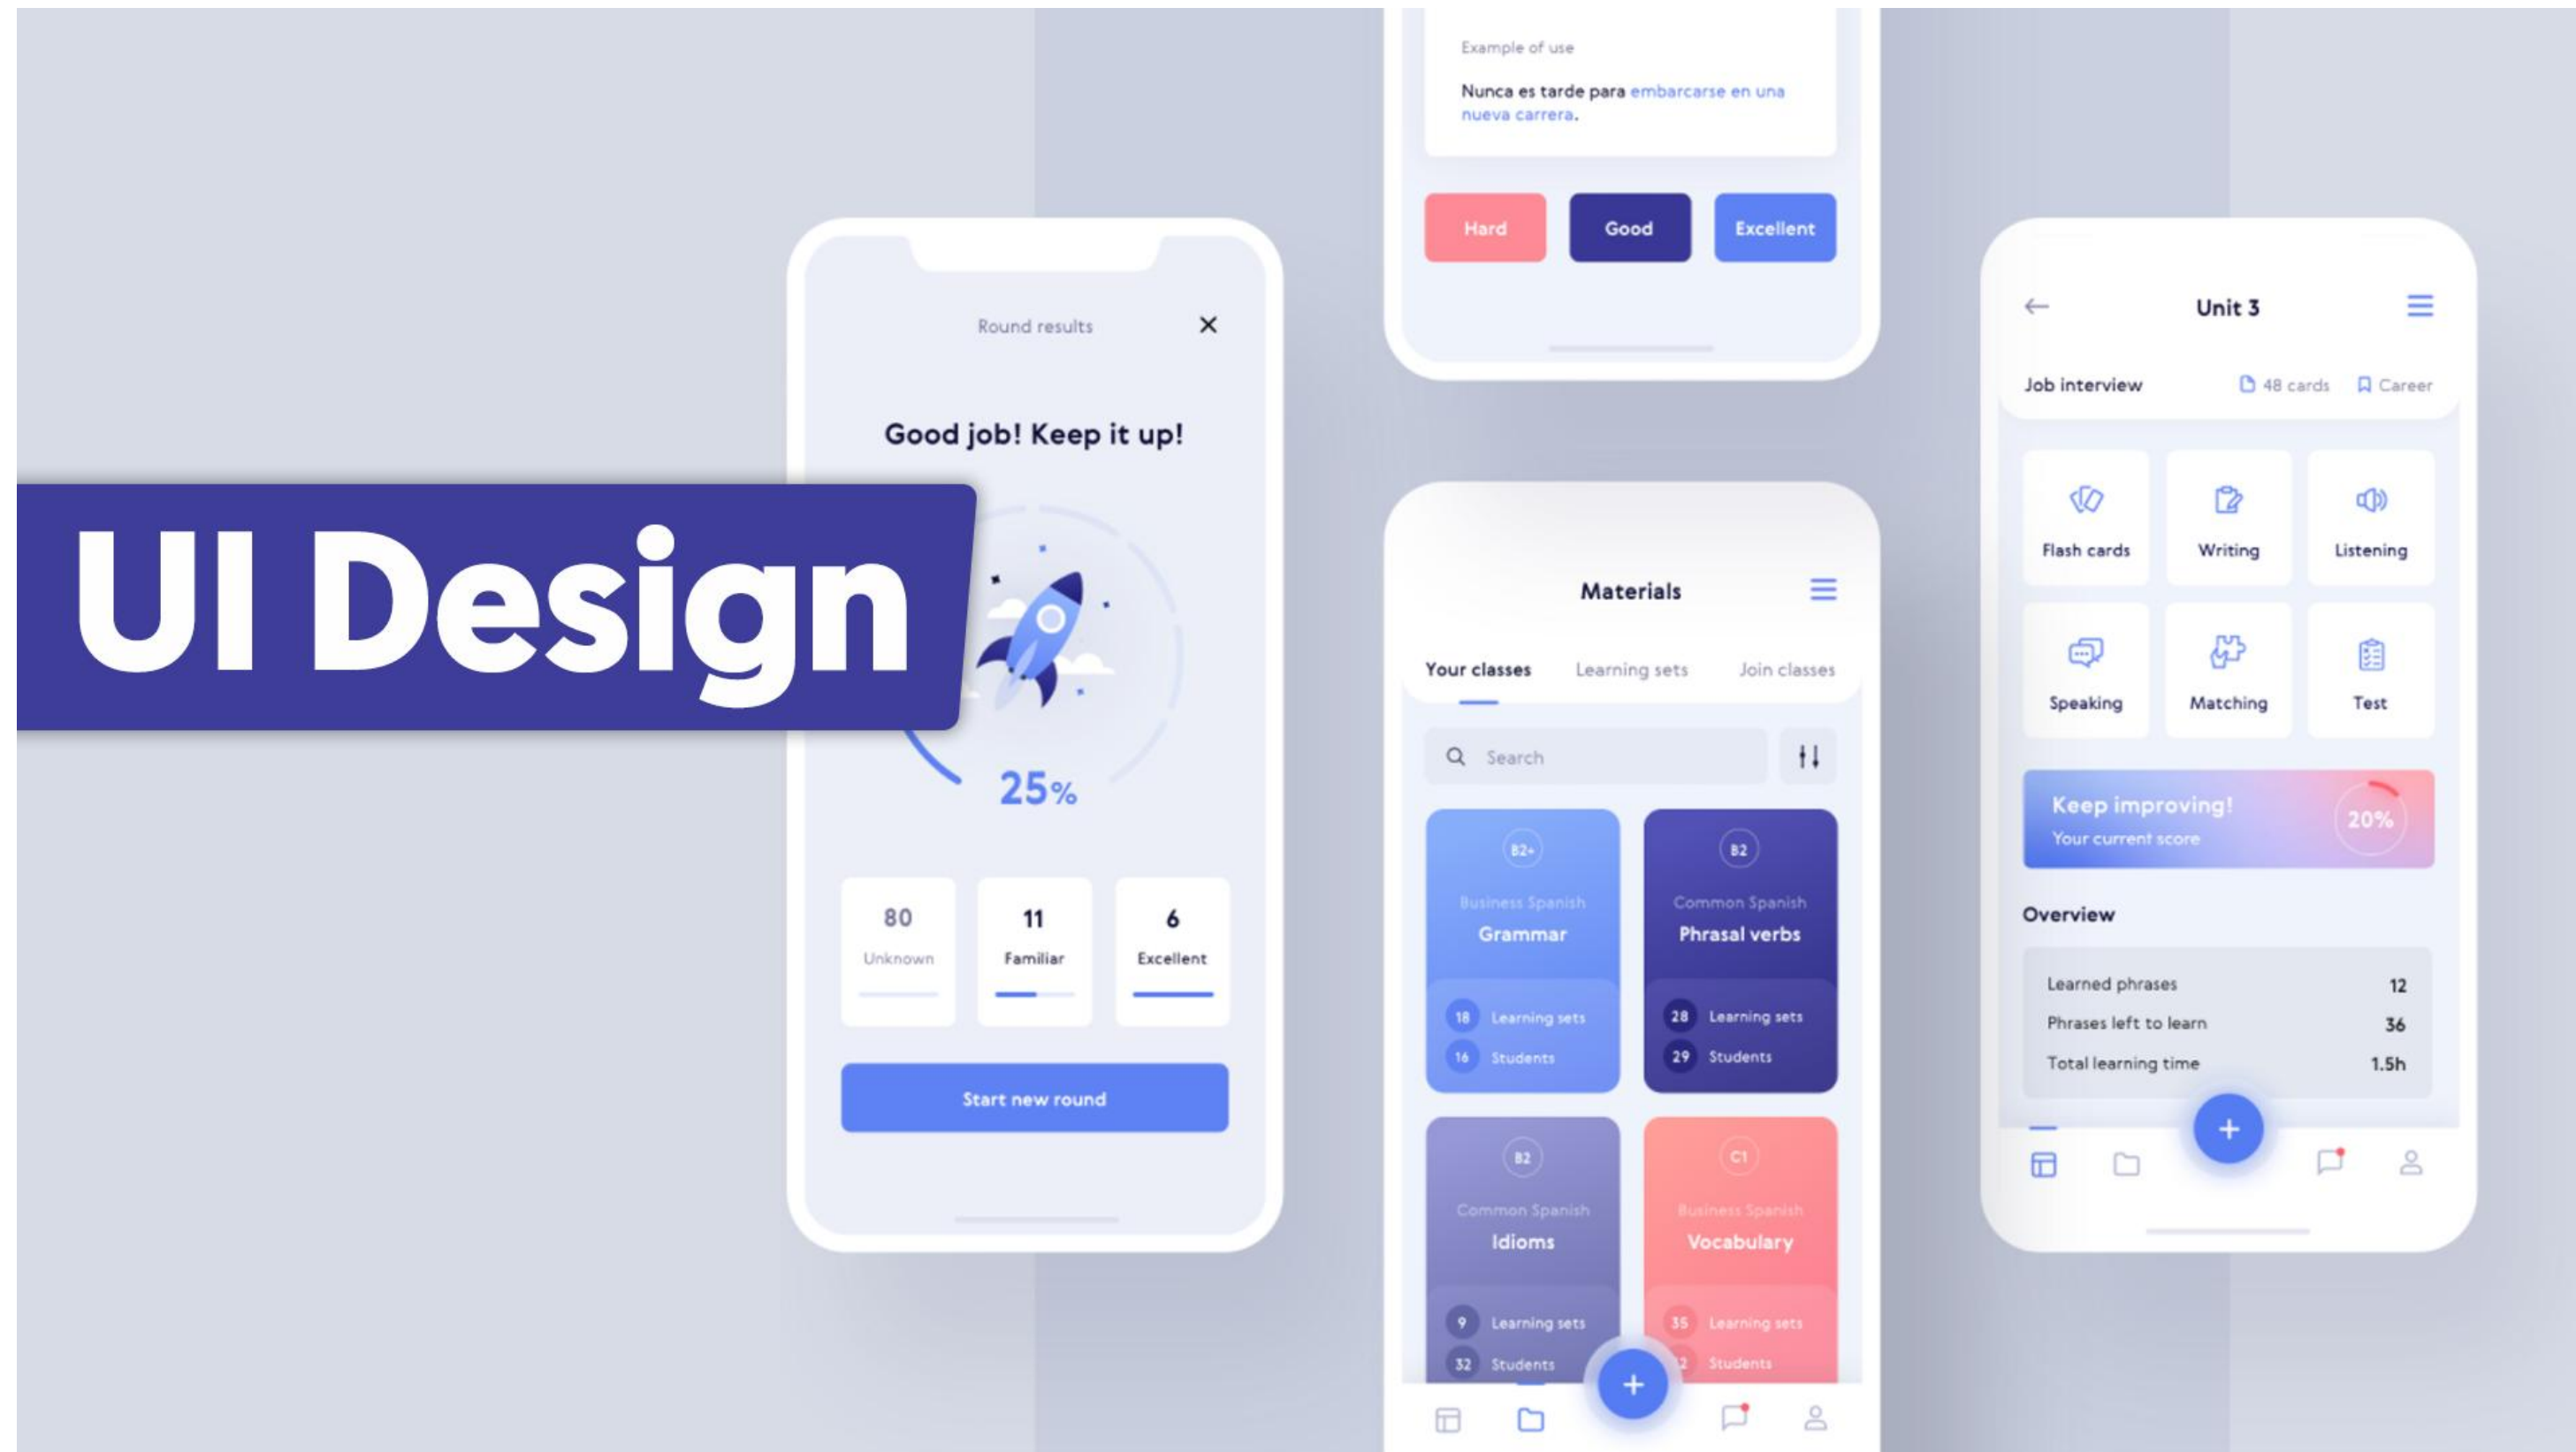 UI Design
Round results
Good job! Keep it up!
25%
80
Unknown
11
Familiar
6
Excellent
Start new round
Example of use
Nunca es tarde para embarcarse en una
nueva carrera.
Hard
Good
Excellent
Materials
Your classes
Learning sets
Join classes
Search
B2+
Business Spanish
Grammar
18 Learning sets
16 Students
B2
Common Spanish
Phrasal verbs
28 Learning sets
29 Students
B2
Common Spanish
Idioms
9 Learning sets
32 Students
C1
Business Spanish
Vocabulary
35 Learning sets
Students
Unit 3
Job interview
48 cards
Career
Flash cards
Writing
Listening
Speaking
Matching
Test
Keep improving!
Your current score
20%
Overview
Learned phrases 12
Phrases left to learn 36
Total learning time 1.5h